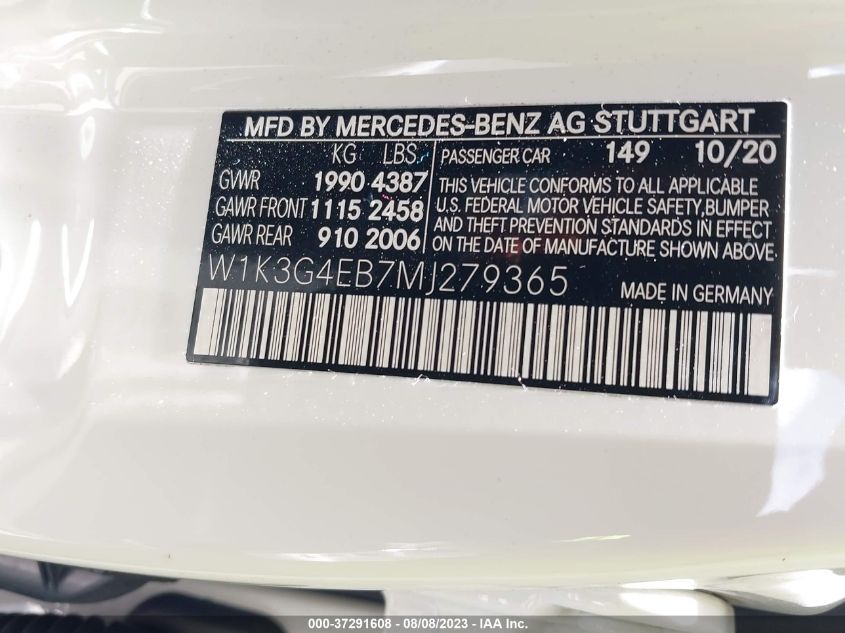 MFD BY MERCEDES-BENZ AG STUTTGART
KG LBS
GVWR 1990 4387
GAWR FRONT 1115 2458
GAWR REAR 910 2006
PASSENGER CAR 149 10/20
THIS VEHICLE CONFORMS TO ALL APPLICABLE
U.S. FEDERAL MOTOR VEHICLE SAFETY,BUMPER
AND THEFT PREVENTION STANDARDS IN EFFECT
ON THE DATE OF MANUFACTURE SHOWN ABOVE.
W1K3G4EB7MJ279365
MADE IN GERMANY
000-37291608 - 08/08/2023 - IAA Inc.